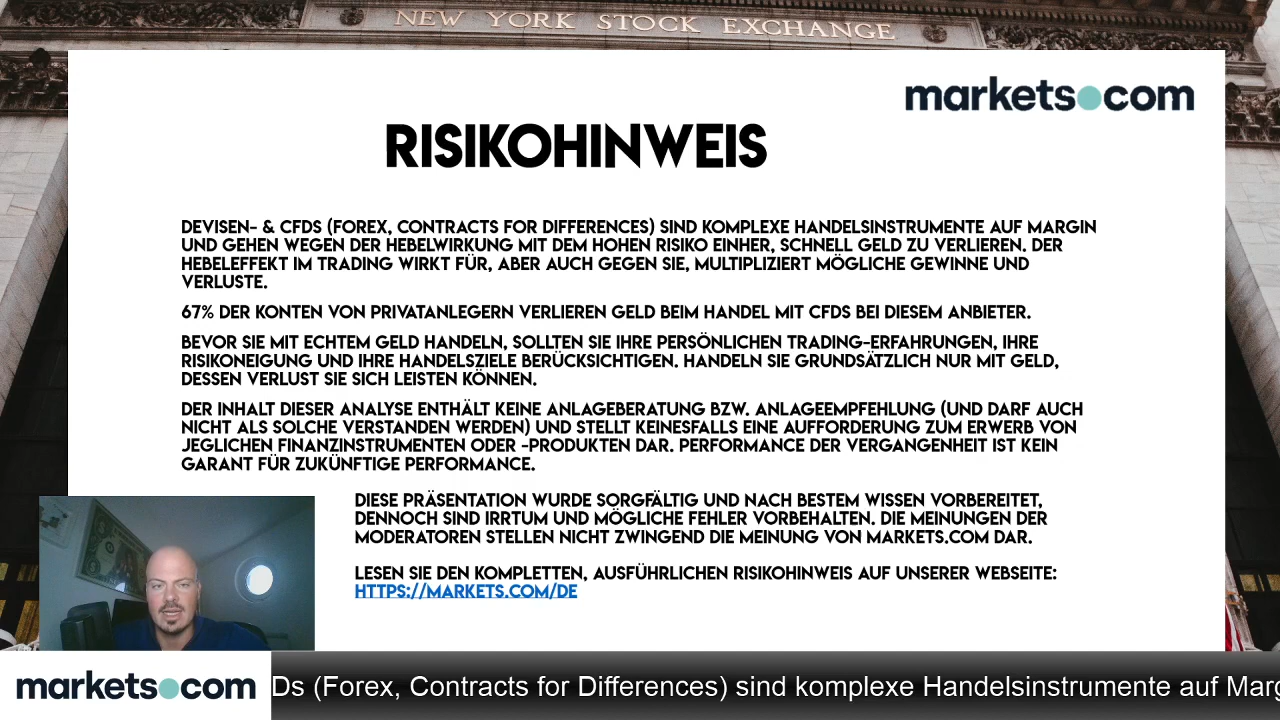 NEW YORK STOCK EXCHANGE
markets.com
RISIKOHINWEIS
DEVISEN- & CFDS (FOREX, CONTRACTS FOR DIFFERENCES) SIND KOMPLEXE HANDELSINSTRUMENTE AUF MARGIN
UND GEHEN WEGEN DER HEBELWIRKUNG MIT DEM HOHEN RISIKO EINHER, SCHNELL GELD ZU VERLIEREN. DER
HEBELEFFEKT IM TRADING WIRKT FÜR, ABER AUCH GEGEN SIE, MULTIPLIZIERT MÖGLICHE GEWINNE UND
VERLUSTE.
67% DER KONTEN VON PRIVATANLEGERN VERLIEREN GELD BEIM HANDEL MIT CFDS BEI DIESEM ANBIETER.
BEVOR SIE MIT ECHTEM GELD HANDELN, SOLLTEN SIE IHRE PERSÖNLICHEN TRADING-ERFAHRUNGEN, IHRE
RISIKONEIGUNG UND IHRE HANDELSZIELE BERÜCKSICHTIGEN. HANDELN SIE GRUNDSÄTZLICH NUR MIT GELD,
DESSEN VERLUST SIE SICH LEISTEN KÖNNEN.
DER INHALT DIESER ANALYSE ENTHÄLT KEINE ANLAGEBERATUNG BZW. ANLAGEEMPFEHLUNG (UND DARF AUCH
NICHT ALS SOLCHE VERSTANDEN WERDEN) UND STELLT KEINESFALLS EINE AUFFORDERUNG ZUM ERWERB VON
JEGLICHEN FINANZINSTRUMENTEN ODER -PRODUKTEN DAR. PERFORMANCE DER VERGANGENHEIT IST KEIN
GARANT FÜR ZUKÜNFTIGE PERFORMANCE.
DIESE PRÄSENTATION WURDE SORGFÄLTIG UND NACH BESTEM WISSEN VORBEREITET,
DENNOCH SIND IRRTUM UND MÖGLICHE FEHLER VORBEHALTEN. DIE MEINUNGEN DER
MODERATOREN STELLEN NICHT ZWINGEND DIE MEINUNG VON MARKETS.COM DAR.
LESEN SIE DEN KOMPLETTEN, AUSFÜHRLICHEN RISIKOHINWEIS AUF UNSERER WEBSEITE:
HTTPS://MARKETS.COM/DE
markets.com
Ds (Forex, Contracts for Differences) sind komplexe Handelsinstrumente auf Marg